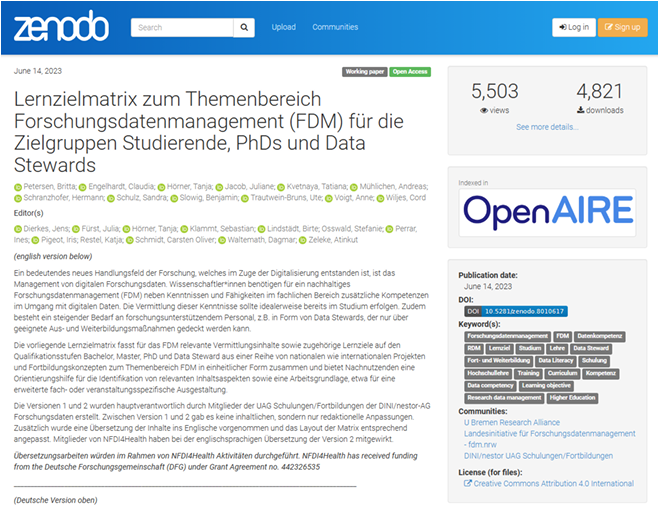 zenodo
Search
Upload
Communities
Log in
Sign up
June 14, 2023
Working paper
Open Access
Lernzielmatrix zum Themenbereich
Forschungsdatenmanagement (FDM) für die
Zielgruppen Studierende, PhDs und Data
Stewards
Petersen, Britta; Engelhardt, Claudia; Hörner, Tanja; Jacob, Juliane; Kvetnaya, Tatiana; Mühlichen, Andreas;
Schranzhofer, Hermann; Schulz, Sandra; Slowig, Benjamin; Trautwein-Bruns, Ute; Voigt, Anne; Wiljes, Cord
Editor(s)
Dierkes, Jens; Fürst, Julia; Hörner, Tanja; Klammt, Sebastian; Lindstädt, Birte; Osswald, Stefanie; Perrar,
Ines; Pigeot, Iris; Restel, Katja; Schmidt, Carsten Oliver; Waltemath, Dagmar; Zeleke, Atinkut
(english version below)
Ein bedeutendes neues Handlungsfeld der Forschung, welches im Zuge der Digitalisierung entstanden ist, ist das
Management von digitalen Forschungsdaten. Wissenschaftler*innen benötigen für ein nachhaltiges
Forschungsdatenmanagement (FDM) neben Kenntnissen und Fähigkeiten im fachlichen Bereich zusätzliche Kompetenzen
im Umgang mit digitalen Daten. Die Vermittlung dieser Kenntnisse sollte idealerweise bereits im Studium erfolgen. Zudem
besteht ein steigender Bedarf an forschungsunterstützendem Personal, z.B. in Form von Data Stewards, der nur über
geeignete Aus- und Weiterbildungsmaßnahmen gedeckt werden kann.
Die vorliegende Lernzielmatrix fasst für das FDM relevante Vermittlungsinhalte sowie zugehörige Lernziele auf den
Qualifikationsstufen Bachelor, Master, PhD und Data Steward aus einer Reihe von nationalen wie internationalen Projekten
und Fortbildungskonzepten zum Themenbereich FDM in einheitlicher Form zusammen und bietet Nachnutzenden eine
Orientierungshilfe für die Identifikation von relevanten Inhaltsaspekten sowie eine Arbeitsgrundlage, etwa für eine
erweiterte fach- oder veranstaltungsspezifische Ausgestaltung.
Die Versionen 1 und 2 wurden hauptverantwortlich durch Mitglieder der UAG Schulungen/Fortbildungen der DINI/nestor-AG
Forschungsdaten erstellt. Zwischen Version 1 und 2 gab es keine inhaltlichen, sondern nur redaktionelle Anpassungen.
Zusätzlich wurde eine Übersetzung der Inhalte ins Englische vorgenommen und das Layout der Matrix entsprechend
angepasst. Mitglieder von NFDI4Health haben bei der englischsprachigen Übersetzung der Version 2 mitgewirkt.
Übersetzungsarbeiten würden im Rahmen von NFDI4Health Aktivitäten durchgeführt. NFDI4Health has received funding
from the Deutsche Forschungsgemeinschaft (DFG) under Grant Agreement no. 442326535
(Deutsche Version oben)
5,503
4,821
views
downloads
See more details...
Indexed in
OpenAIRE
Publication date:
June 14, 2023
DOI:
DOI 10.5281/zenodo.8010617
Keyword(s):
Forschungsdatenmanagement FDM Datenkompetenz
RDM Lernziel Studium Lehre Data Steward
Fort- und Weiterbildung Data Literacy Schulung
Hochschullehre Training Curriculum Kompetenz
Data competency Learning objective
Research data management Higher Education
Communities:
U Bremen Research Alliance
Landesinitiative für Forschungsdatenmanagement
- fdm.nrw
DINI/nestor UAG Schulungen/Fortbildungen
License (for files):
Creative Commons Attribution 4.0 International